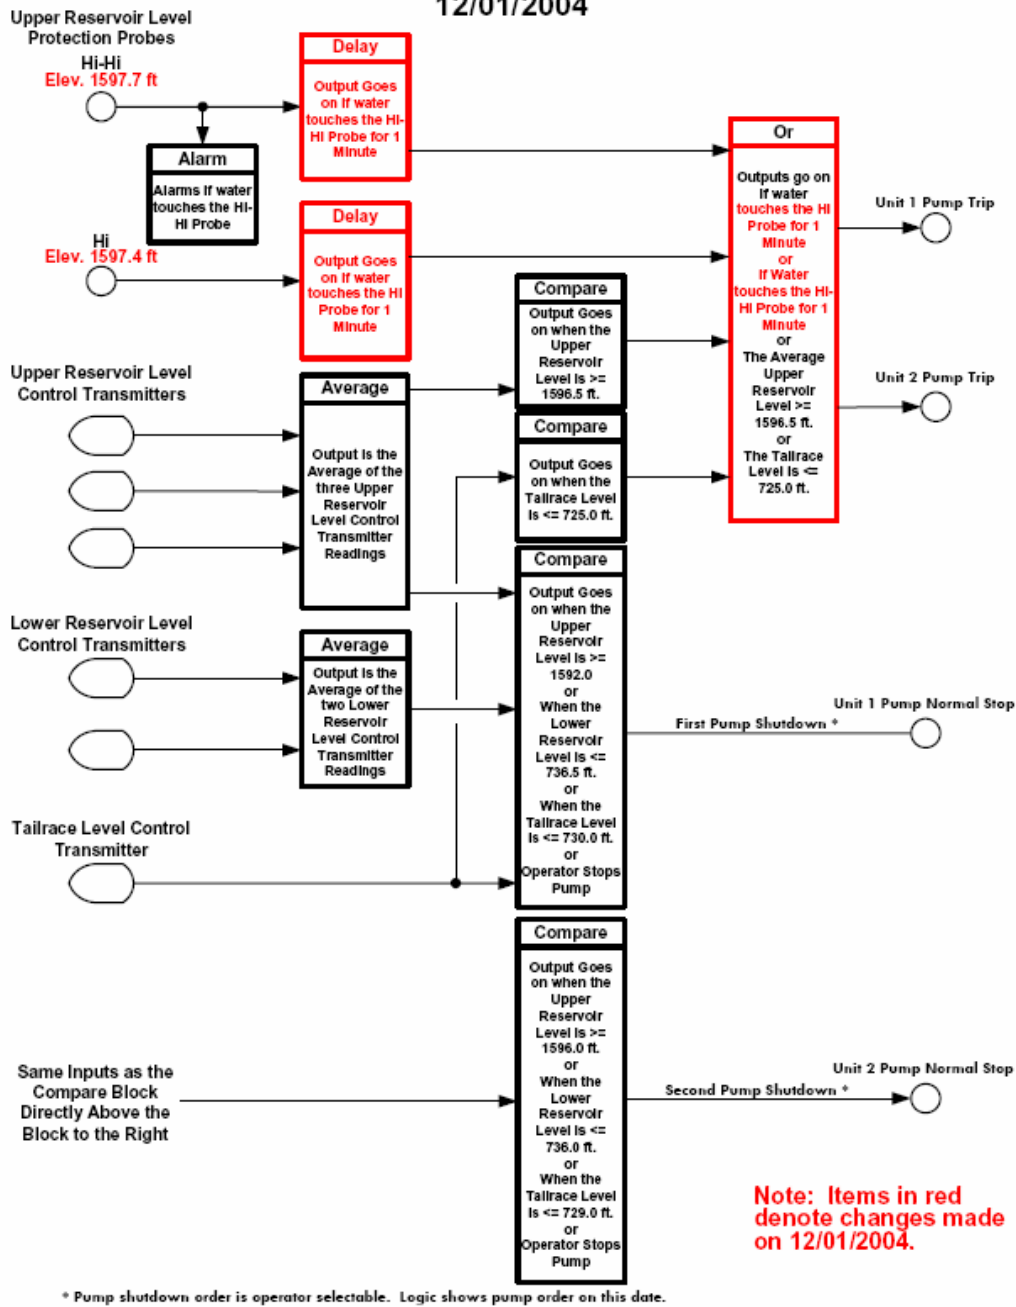 12/01/2004
Upper Reservoir Level
Protection Probes
Hi-Hi
Elev. 1597.7 ft
Delay
Output Goes
on If water
touches the HI-
HI Probe for 1
Minute
Alarm
Alarms If water
touches the HI-
HI Probe
Hi
Elev. 1597.4 ft
Delay
Output Goes
on If water
touches the HI
Probe for 1
Minute
Or
Outputs go on
If water
touches the HI
Probe for 1
Minute
or
If Water
touches the HI-
HI Probe for 1
Minute
or
The Average
Upper
Reservoir
Level >=
1596.5 ft.
or
The Tailrace
Level Is <=
725.0 ft.
Unit 1 Pump Trip
Unit 2 Pump Trip
Compare
Output Goes
on when the
Upper
Reservoir
Level Is >=
1596.5 ft.
Upper Reservoir Level
Control Transmitters
Average
Output Is the
Average of the
three Upper
Reservoir
Level Control
Transmitter
Readings
Compare
Output Goes
on when the
Tailrace Level
Is <= 725.0 ft.
Compare
Output Goes
on when the
Upper
Reservoir
Level Is >=
1592.0
or
When the
Lower
Reservoir
Level Is <=
736.5 ft.
or
When the
Tailrace Level
Is <= 730.0 ft.
or
Operator Stops
Pump
Lower Reservoir Level
Control Transmitters
Average
Output Is the
Average of the
two Lower
Reservoir
Level Control
Transmitter
Readings
First Pump Shutdown *
Unit 1 Pump Normal Stop
Tailrace Level Control
Transmitter
Compare
Output Goes
on when the
Upper
Reservoir
Level Is >=
1596.0 ft.
or
When the
Lower
Reservoir
Level Is <=
736.0 ft.
or
When the
Tailrace Level
Is <= 729.0 ft.
or
Operator Stops
Pump
Same Inputs as the
Compare Block
Directly Above the
Block to the Right
Second Pump Shutdown *
Unit 2 Pump Normal Stop
Note: Items in red
denote changes made
on 12/01/2004.
* Pump shutdown order is operator selectable. Logic shows pump order on this date.